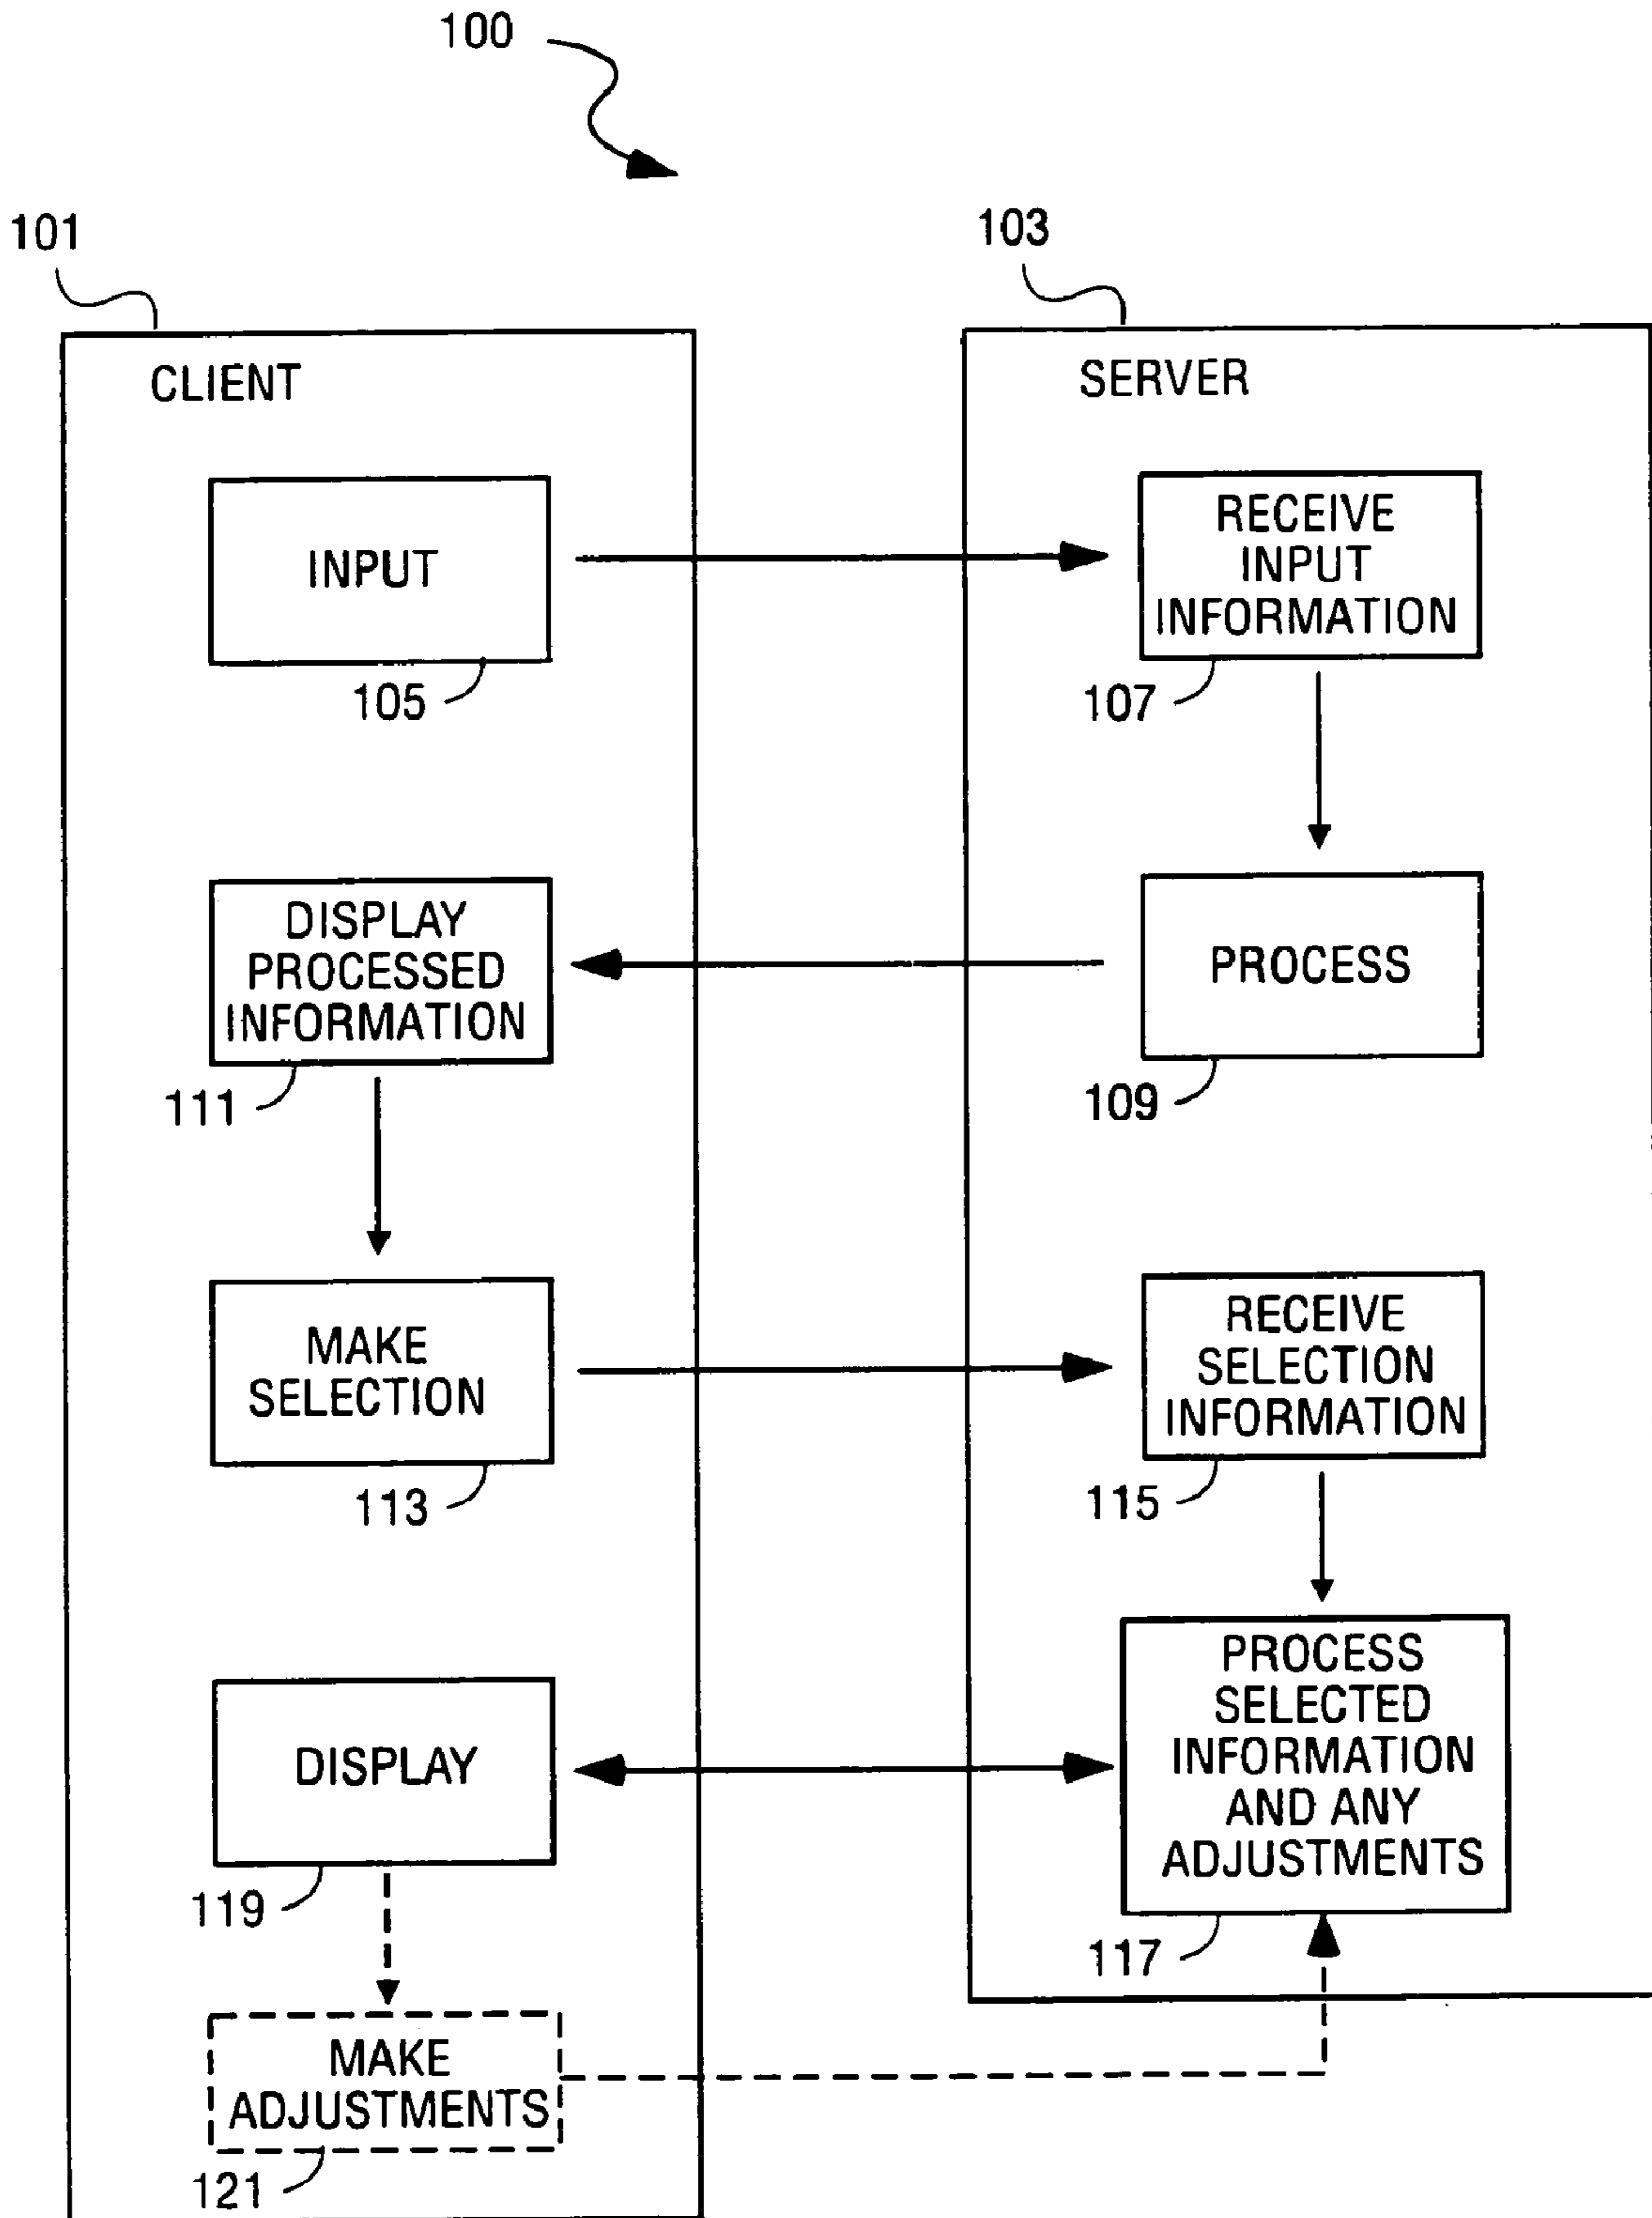 100
101
103
CLIENT
SERVER
INPUT
105
RECEIVE
INPUT
INFORMATION
107
DISPLAY
PROCESSED
INFORMATION
111
PROCESS
109
MAKE
SELECTION
113
RECEIVE
SELECTION
INFORMATION
115
DISPLAY
119
PROCESS
SELECTED
INFORMATION
AND ANY
ADJUSTMENTS
117
MAKE
ADJUSTMENTS
121